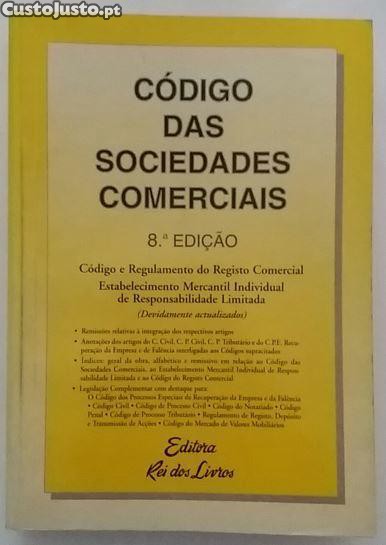 CustoJusto.pt
CÓDIGO
DAS
SOCIEDADES
COMERCIAIS
8.ª EDIÇÃO
Código e Regulamento do Registo Comercial
Estabelecimento Mercantil Individual
de Responsabilidade Limitada
(Devidamente actualizados)
• Remissões relativas à integração dos respectivos artigos
• Anotações dos artigos do C. Civil, C. P. Civil, C. P. Tributário e do C.P.E. Recu-
peração da Empresa e de Falência interligadas aos Códigos supracitados
• Índices: geral da obra, alfabético e remissivo em relação ao Código das
Sociedades Comerciais, ao Estabelecimento Mercantil Individual de Respon-
sabilidade Limitada e ao Código do Registo Comercial
• Legislação Complementar com destaque para:
O Código dos Processos Especiais de Recuperação da Empresa e da Falência
• Código Civil • Código de Processo Civil • Código do Notariado • Código
Penal • Código de Processo Tributário • Regulamento de Registo, Depósito
e Transmissão de Acções • Código do Mercado de Valores Mobiliários
Editora
Rei dos Livros